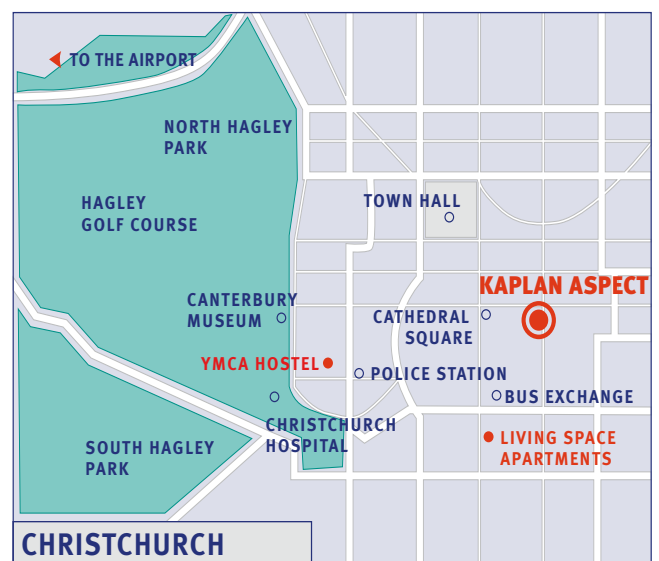 TO THE AIRPORT
NORTH HAGLEY
PARK
HAGLEY
GOLF COURSE
TOWN HALL
KAPLAN ASPECT
CANTERBURY
MUSEUM
CATHEDRAL
SQUARE
YMCA HOSTEL
POLICE STATION
BUS EXCHANGE
CHRISTCHURCH
HOSPITAL
LIVING SPACE
APARTMENTS
SOUTH HAGLEY
PARK
CHRISTCHURCH